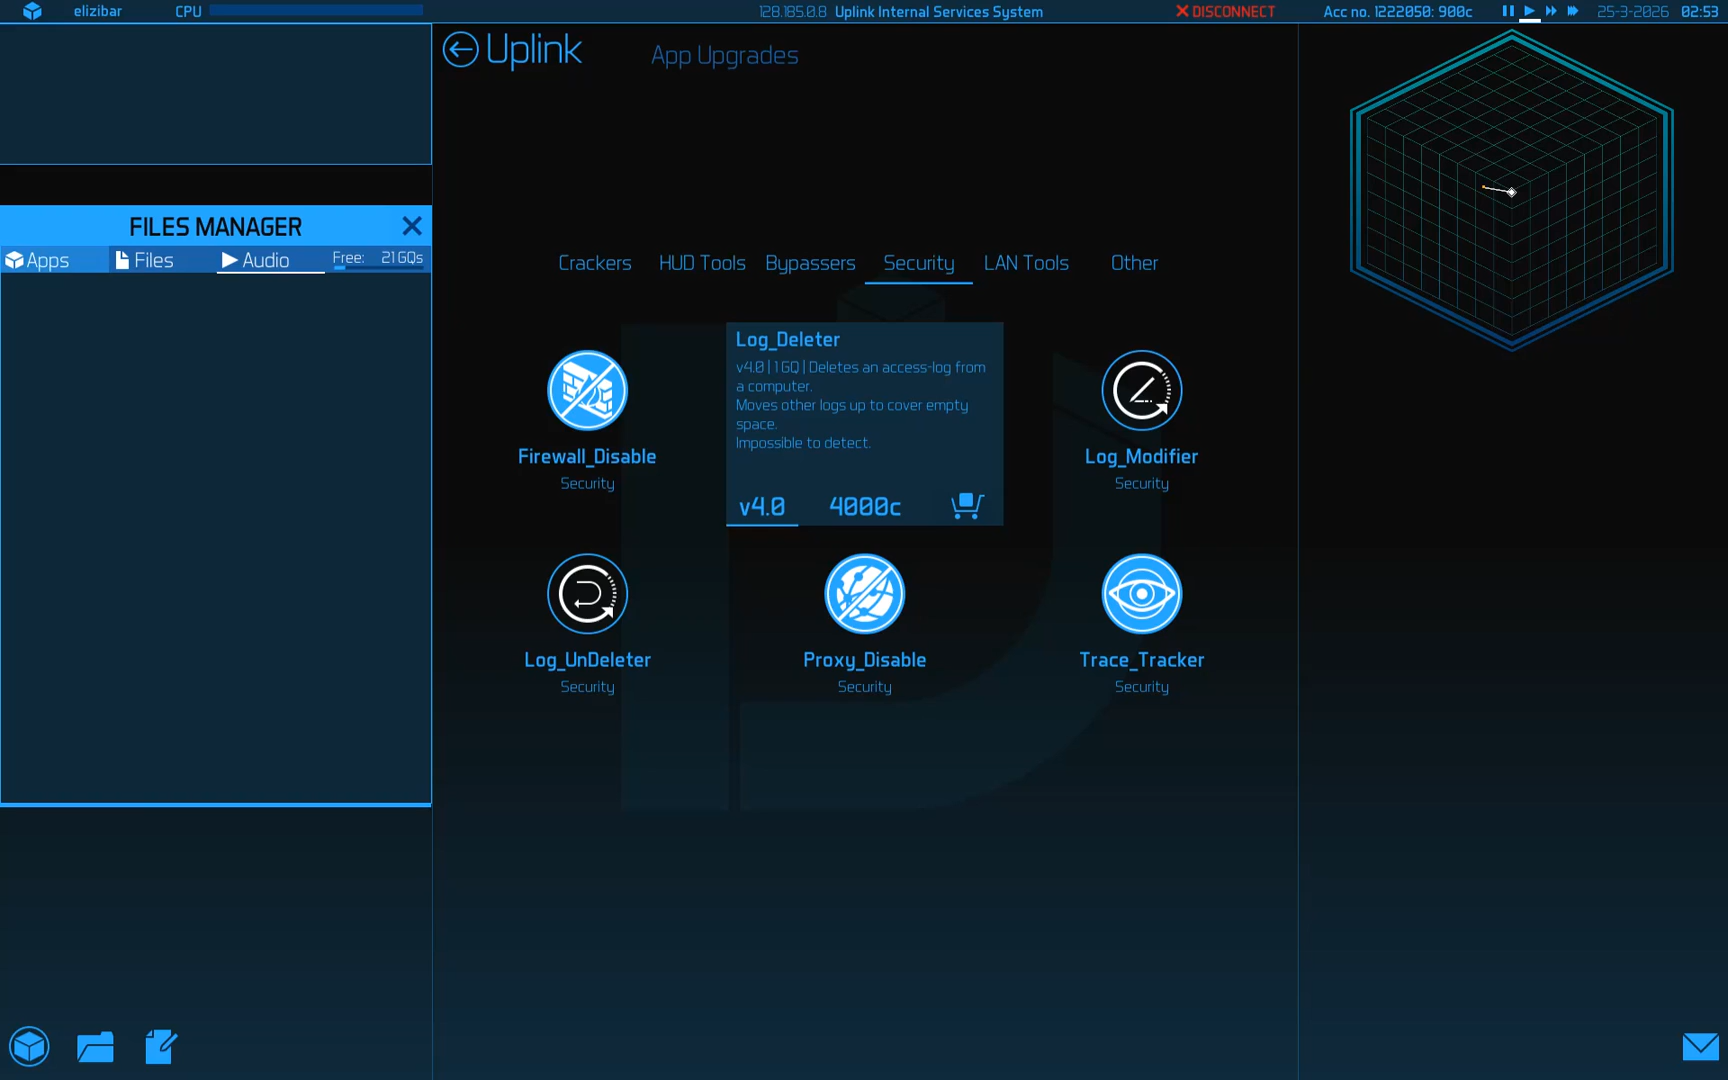 elizibar
CPU
128.185.0.8 Uplink Internal Services System
DISCONNECT
Acc no. 1222050: 900c
25-3-2026 02:53
Uplink
App Upgrades
FILES MANAGER
Apps
Files
Audio
Free: 21 GQs
Crackers
HUD Tools
Bypassers
Security
LAN Tools
Other
Log_Deleter
v4.0 | 1 GQ | Deletes an access-log from
a computer.
Moves other logs up to cover empty
space.
Impossible to detect.
v4.0
4000c
Firewall_Disable
Security
Log_Modifier
Security
Log_UnDeleter
Security
Proxy_Disable
Security
Trace_Tracker
Security